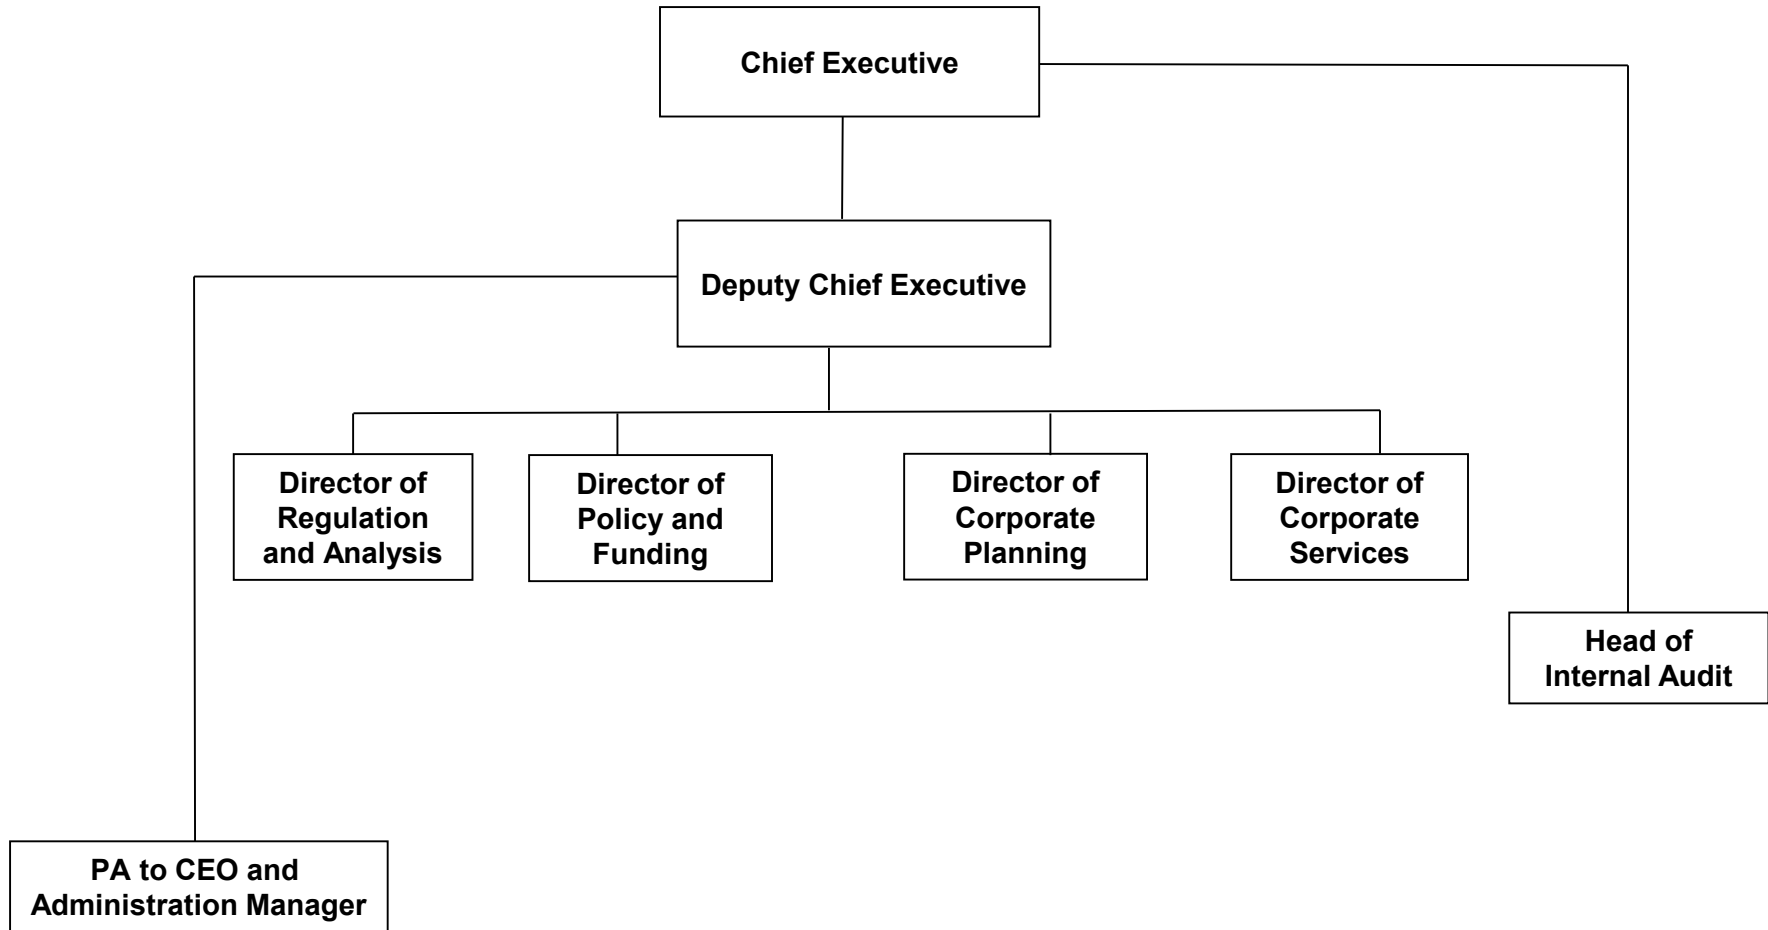 Chief Executive
Deputy Chief Executive
Director of
Regulation
and Analysis
Director of
Policy and
Funding
Director of
Corporate
Planning
Director of
Corporate
Services
Head of
Internal Audit
PA to CEO and
Administration Manager